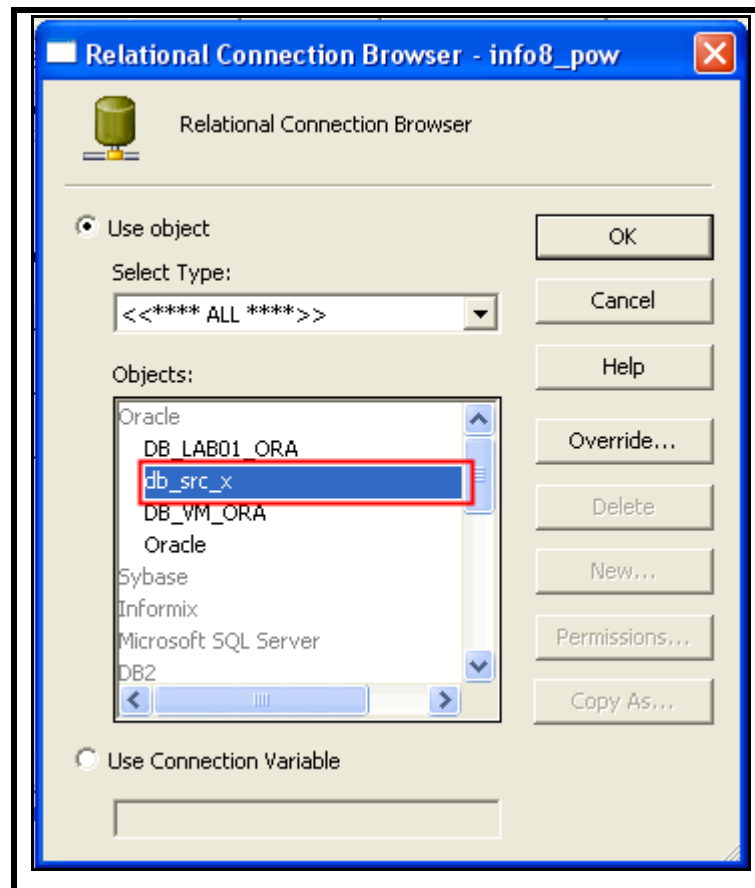 Relational Connection Browser - info8_pow
Relational Connection Browser
Use object
OK
Select Type:
<<**** ALL ****>>
Cancel
Help
Objects:
Oracle
DB_LAB01_ORA
db_src_x
DB_VM_ORA
Oracle
Sybase
Informix
Microsoft SQL Server
DB2
Override...
Delete
New...
Permissions...
Copy As...
Use Connection Variable